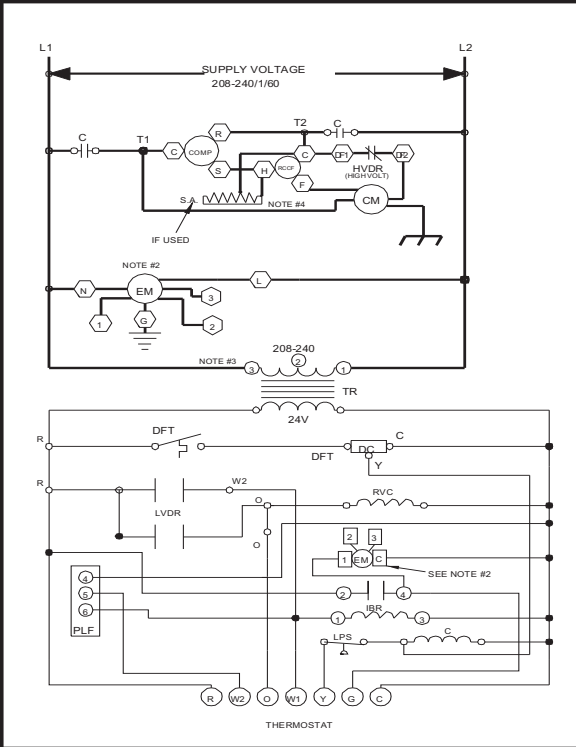 L1 L2
SUPPLY VOLTAGE
208-240/1/60
C T1 C COMP R S T2 C
C DF1 DF2
HVDR
(HIGH VOLT)
H RCCF F
S.A. NOTE #4 CM
IF USED
NOTE #2
N EM 3 L
1 G 2
208-240
NOTE #3 3 2 1
TR
24V
R DFT DFT DC C
Y
R W2
LVDR O RVC
O
2 3
1 EM C
SEE NOTE #2
4
5 2 4
6 IBR
PLF 1 3
LPS C
R W2 O W1 Y G C
THERMOSTAT